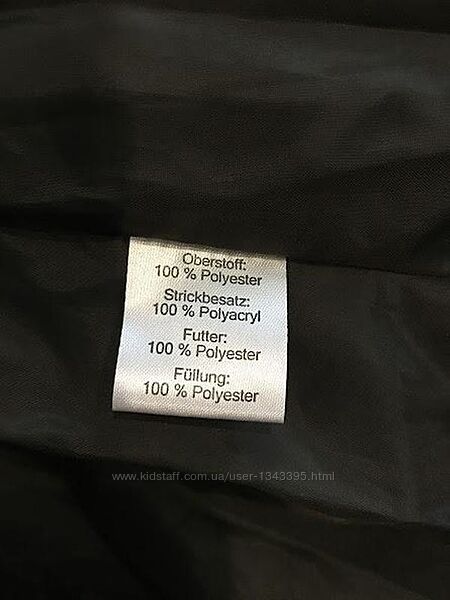 Oberstoff:
100 % Polyester
Strickbesatz:
100 % Polyacryl
Futter:
100 % Polyester
Füllung:
100 % Polyester
www.kidstaff.com.ua/user-1343395.html